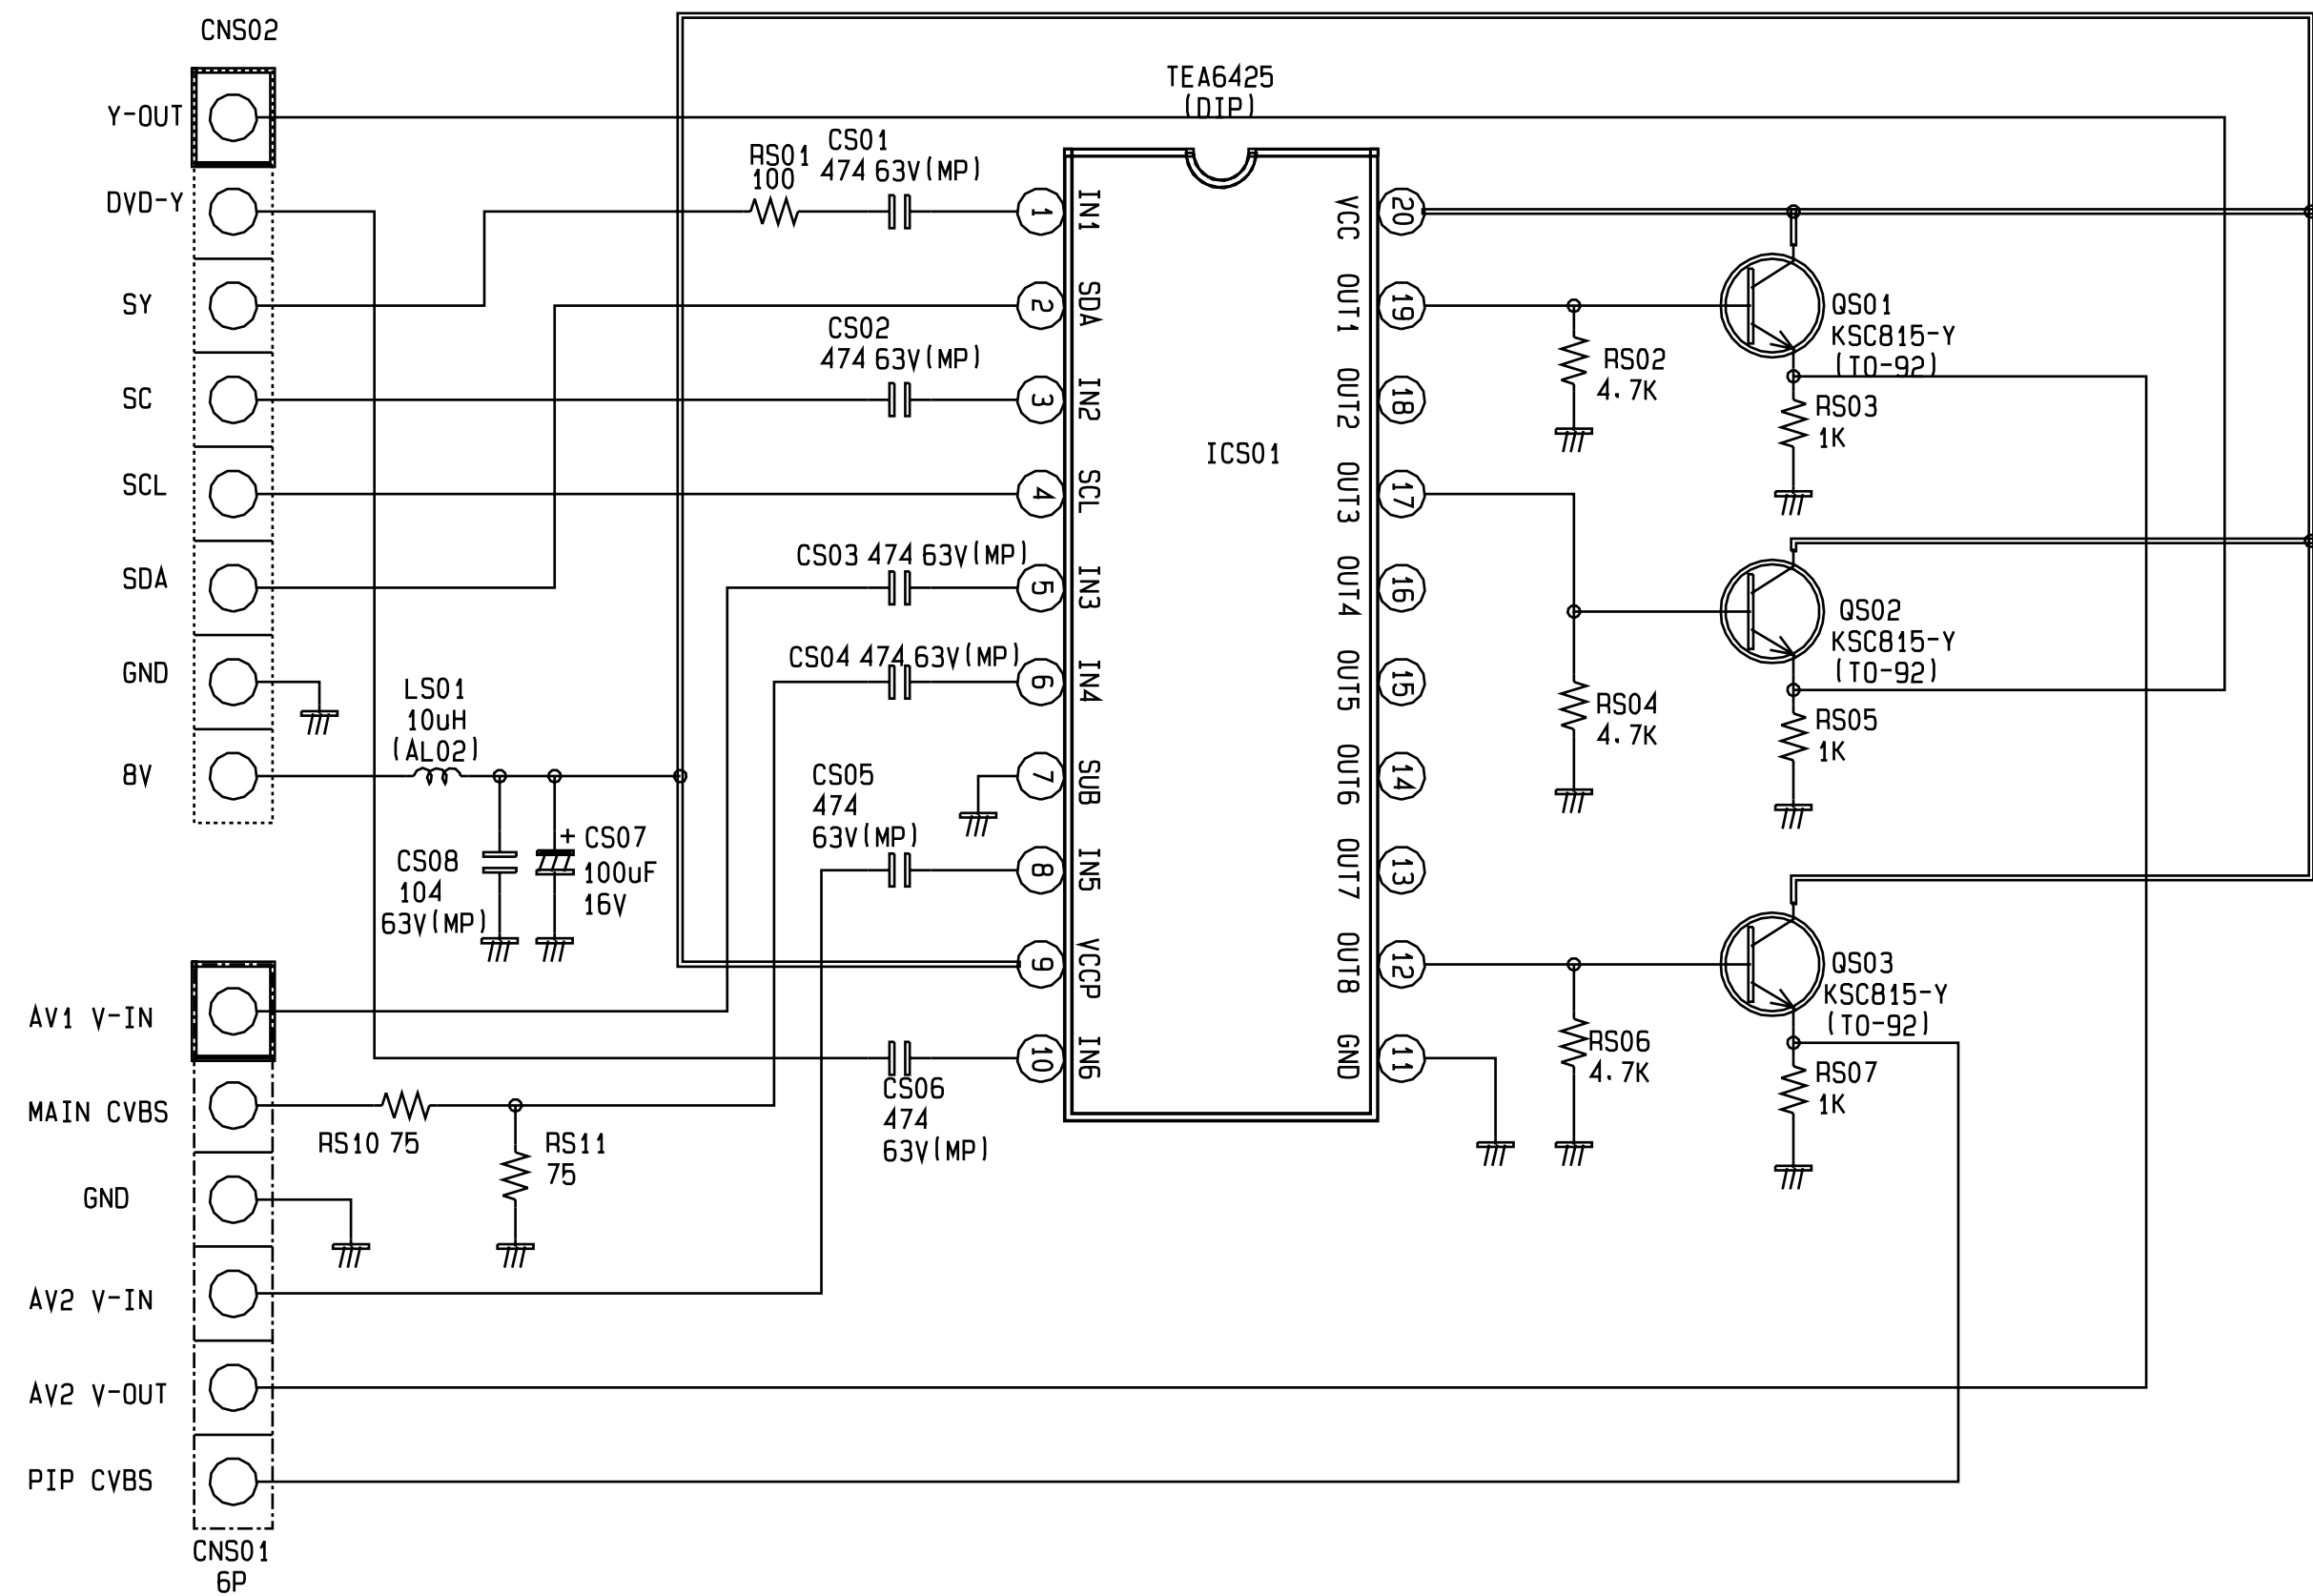 CNS02
Y-OUT
DVD-Y
SY
SC
SCL
SDA
GND
8V
RS01
100
CS01
474 63V(MP)
CS02
474 63V(MP)
CS03 474 63V(MP)
CS04 474 63V(MP)
LS01
10uH
(AL02)
CS05
474
63V(MP)
CS08
104
63V(MP)
+ CS07
100uF
16V
AV1 V-IN
MAIN CVBS
GND
AV2 V-IN
AV2 V-OUT
PIP CVBS
CNS01
6P
RS10 75
RS11
75
CS06
474
63V(MP)
TEA6425
(DIP)
ICS01
1 IN1
2 SDA
3 IN2
4 SCL
5 IN3
6 IN4
7 SUB
8 IN5
9 VCCP
10 IN6
VCC 20
OUT1 19
OUT2 18
OUT3 17
OUT4 16
OUT5 15
OUT6 14
OUT7 13
OUT8 12
GND 11
RS02
4.7K
QS01
KSC815-Y
(TO-92)
RS03
1K
QS02
KSC815-Y
(TO-92)
RS04
4.7K
RS05
1K
QS03
KSC815-Y
(TO-92)
RS06
4.7K
RS07
1K